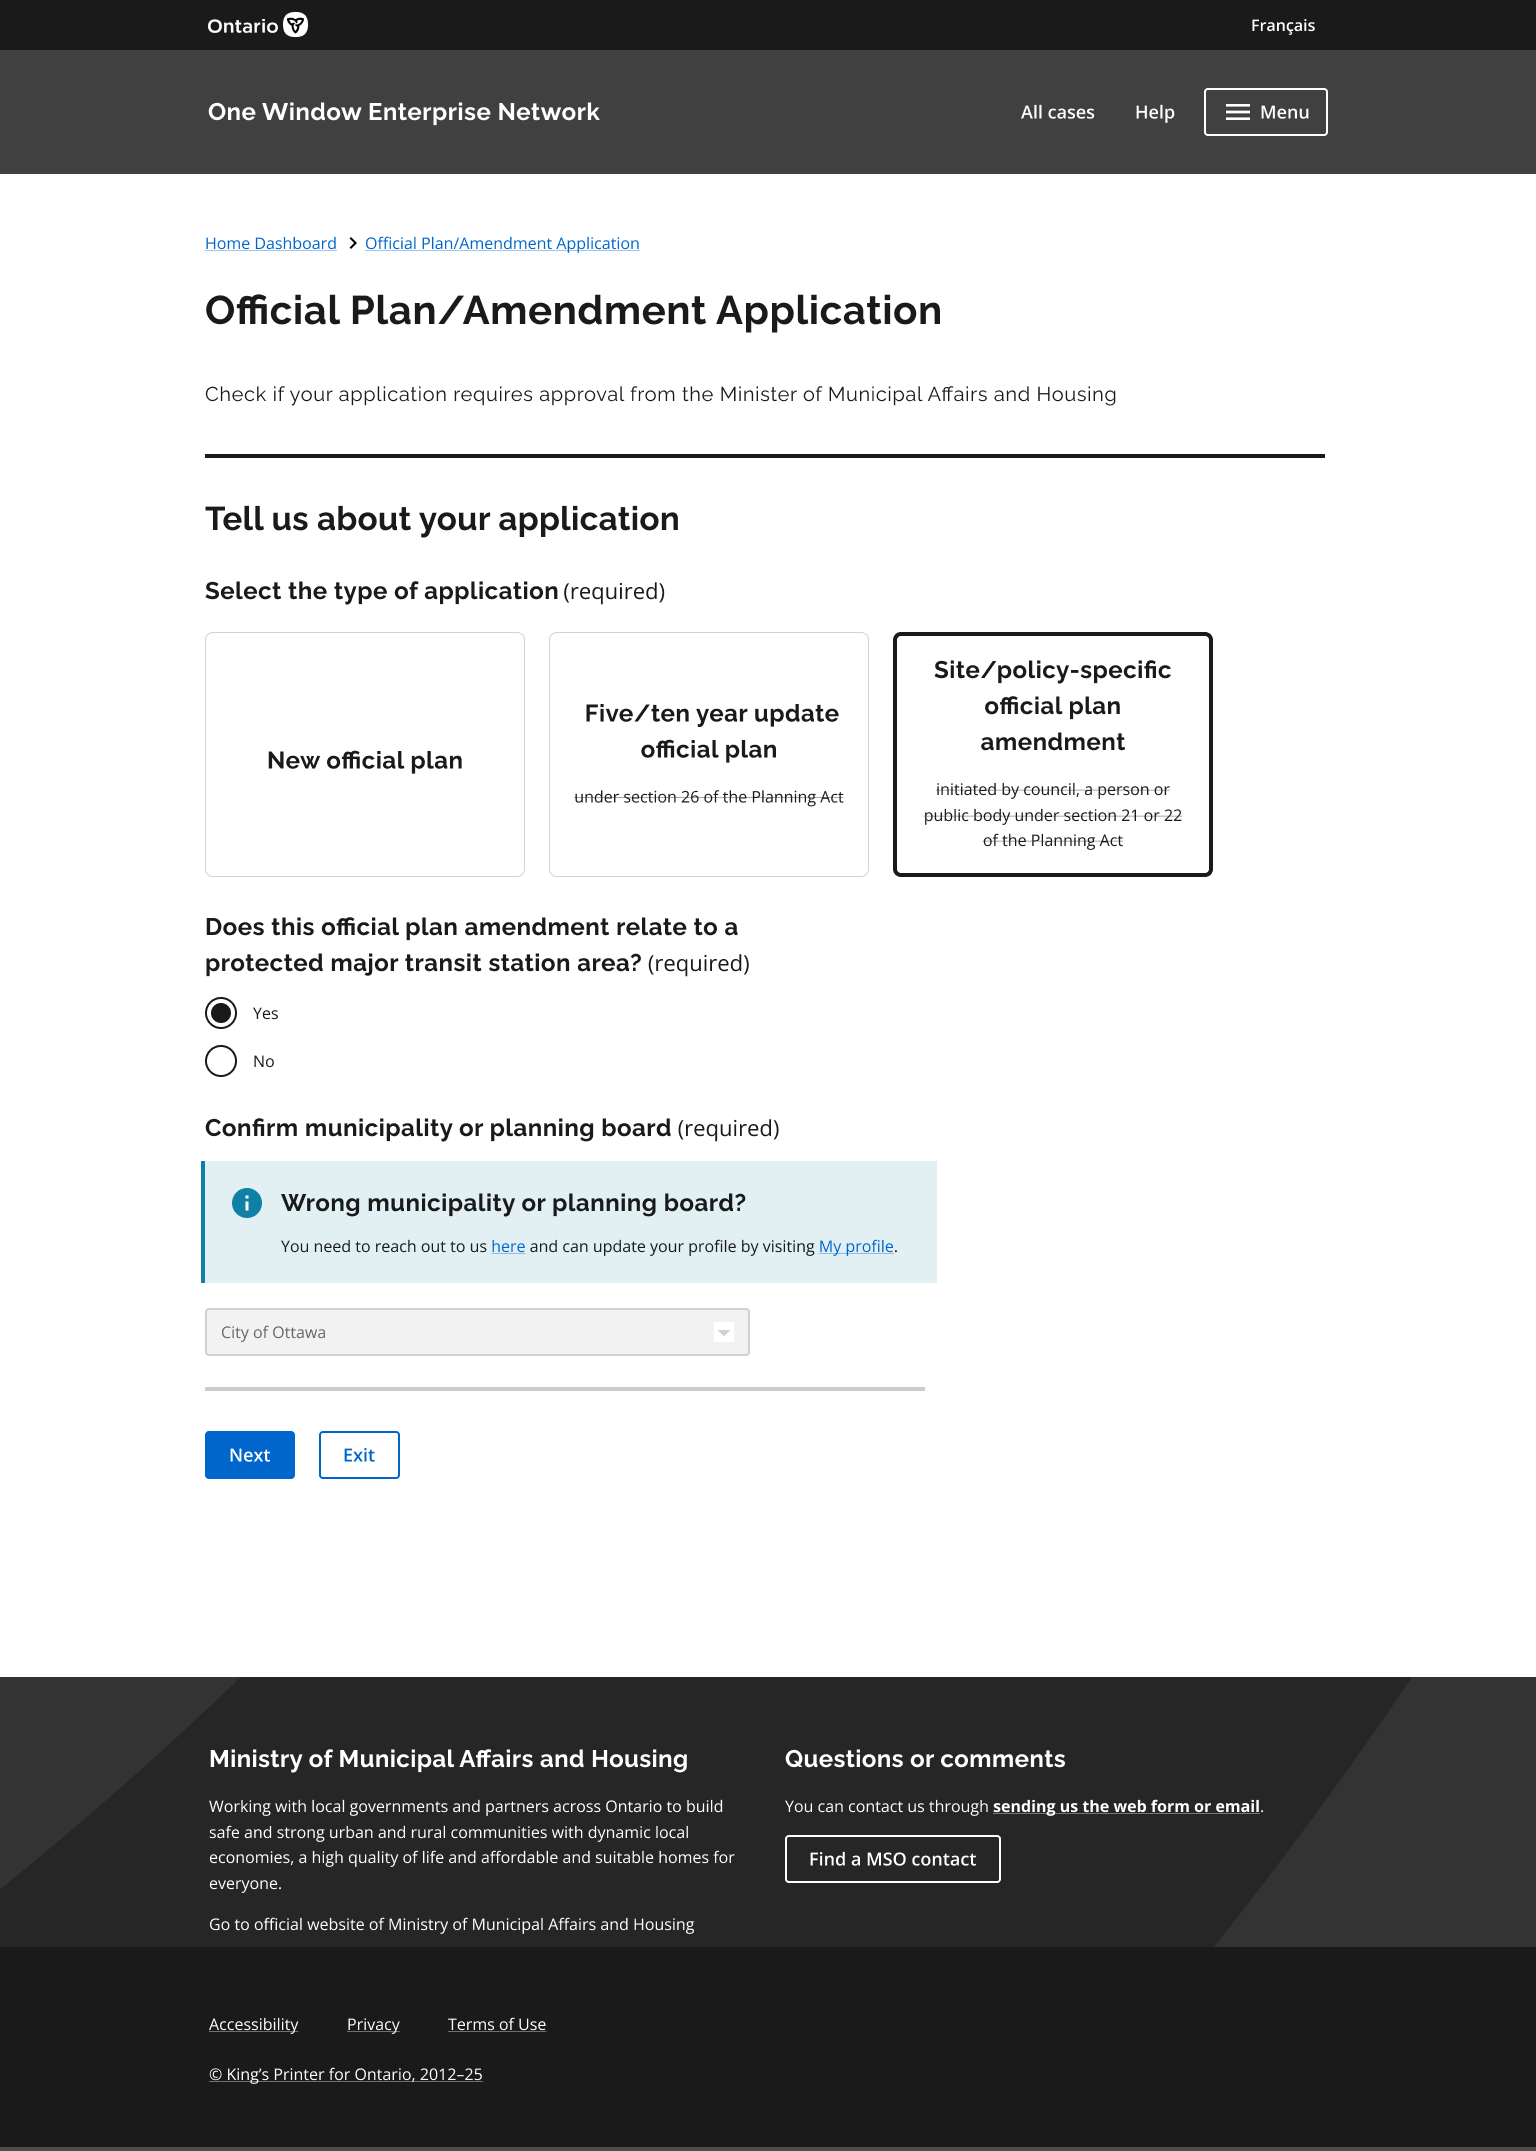 Ontario
Français
One Window Enterprise Network
All cases
Help
Menu
Home Dashboard > Official Plan/Amendment Application
Official Plan/Amendment Application
Check if your application requires approval from the Minister of Municipal Affairs and Housing
Tell us about your application
Select the type of application (required)
New official plan
Five/ten year update
official plan
under section 26 of the Planning Act
Site/policy-specific
official plan
amendment
initiated by council, a person or
public body under section 21 or 22
of the Planning Act
Does this official plan amendment relate to a
protected major transit station area? (required)
Yes
No
Confirm municipality or planning board (required)
Wrong municipality or planning board?
You need to reach out to us here and can update your profile by visiting My profile.
City of Ottawa
Next
Exit
Ministry of Municipal Affairs and Housing
Working with local governments and partners across Ontario to build
safe and strong urban and rural communities with dynamic local
economies, a high quality of life and affordable and suitable homes for
everyone.
Go to official website of Ministry of Municipal Affairs and Housing
Questions or comments
You can contact us through sending us the web form or email.
Find a MSO contact
Accessibility
Privacy
Terms of Use
© King’s Printer for Ontario, 2012–25